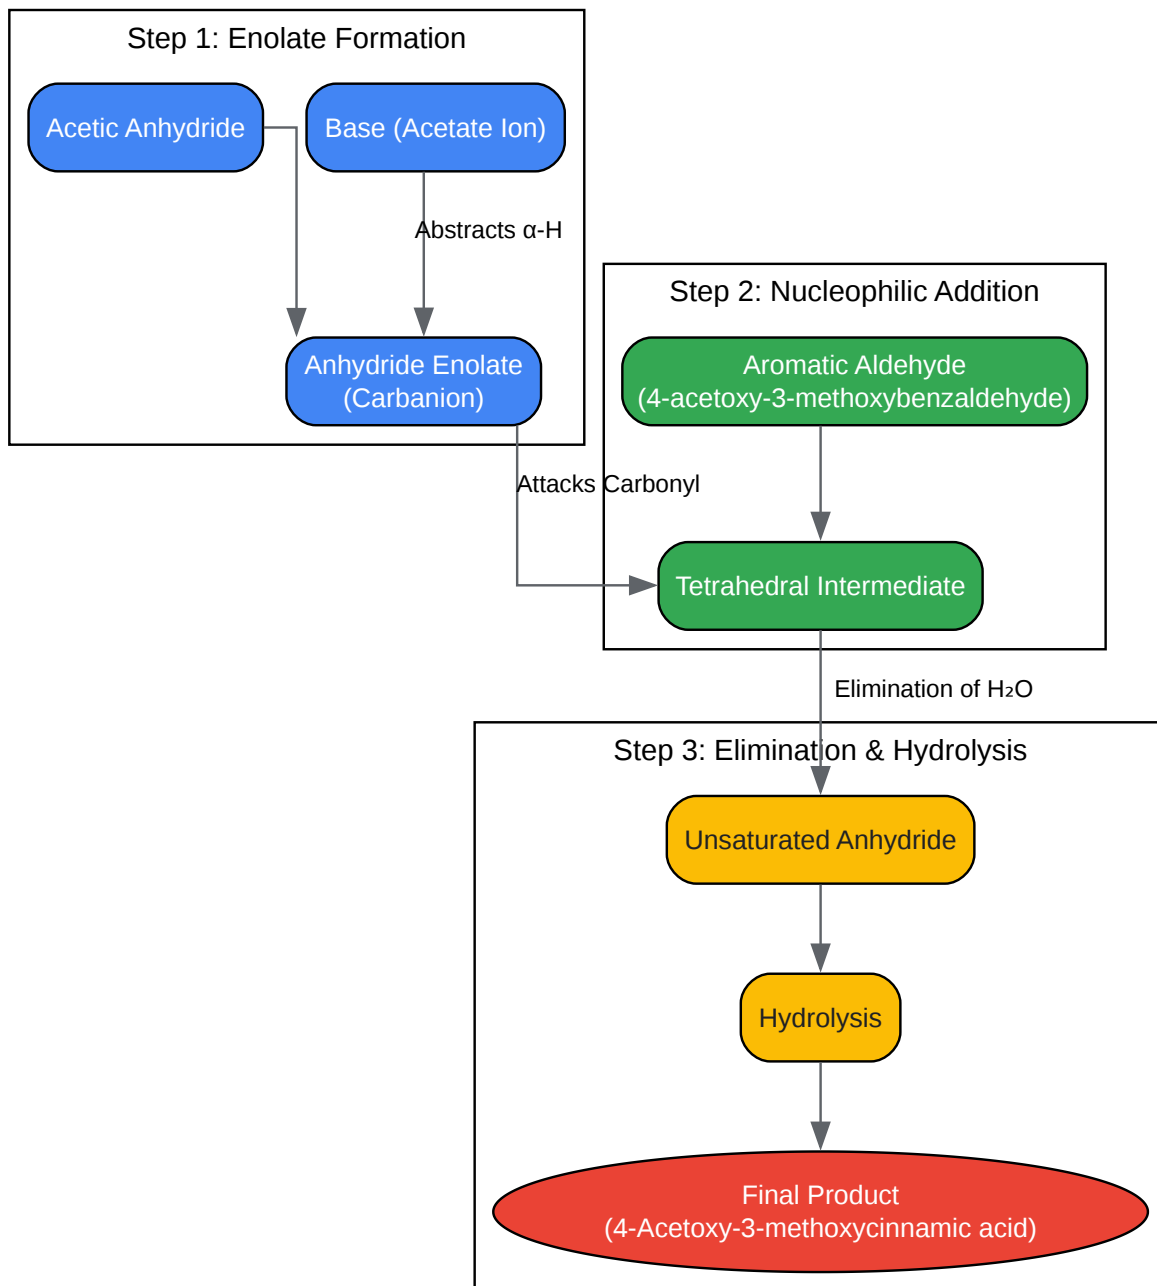 Step 1: Enolate Formation
Acetic Anhydride
Base (Acetate Ion)
Abstracts α-H
Anhydride Enolate
(Carbanion)
Step 2: Nucleophilic Addition
Aromatic Aldehyde
(4-acetoxy-3-methoxybenzaldehyde)
Attacks Carbonyl
Tetrahedral Intermediate
Elimination of H₂O
Step 3: Elimination & Hydrolysis
Unsaturated Anhydride
Hydrolysis
Final Product
(4-Acetoxy-3-methoxycinnamic acid)